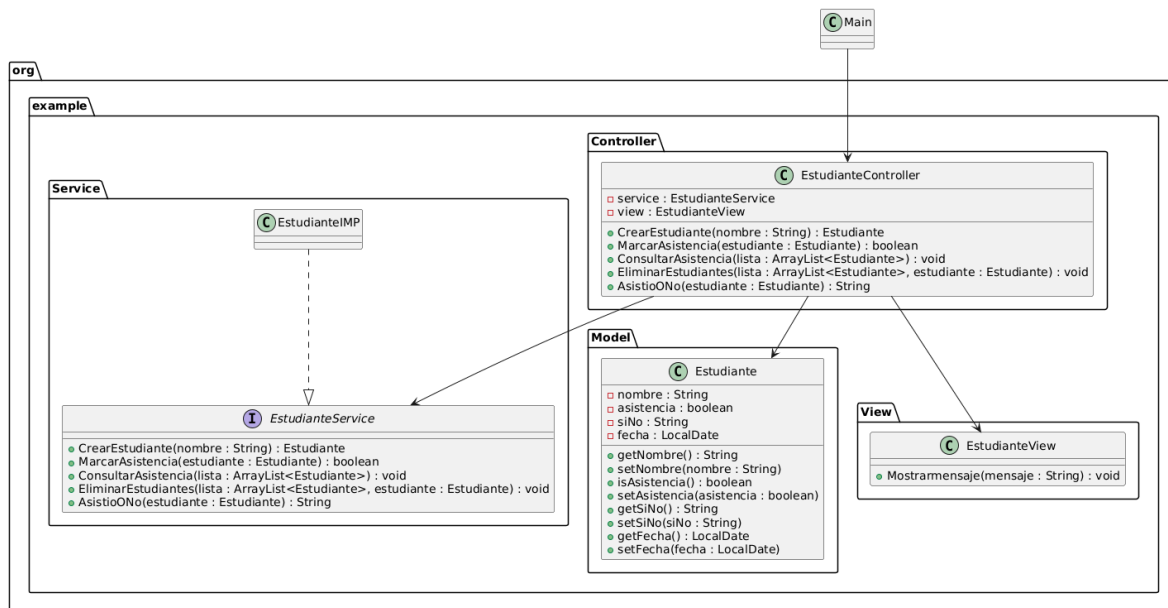 C Main
org
example
Controller
C EstudianteController
service : EstudianteService
view : EstudianteView
CrearEstudiante(nombre : String) : Estudiante
MarcarAsistencia(estudiante : Estudiante) : boolean
ConsultarAsistencia(lista : ArrayList<Estudiante>) : void
EliminarEstudiantes(lista : ArrayList<Estudiante>, estudiante : Estudiante) : void
AsistioONo(estudiante : Estudiante) : String
Service
C EstudianteIMP
I EstudianteService
CrearEstudiante(nombre : String) : Estudiante
MarcarAsistencia(estudiante : Estudiante) : boolean
ConsultarAsistencia(lista : ArrayList<Estudiante>) : void
EliminarEstudiantes(lista : ArrayList<Estudiante>, estudiante : Estudiante) : void
AsistioONo(estudiante : Estudiante) : String
Model
C Estudiante
nombre : String
asistencia : boolean
siNo : String
fecha : LocalDate
getNombre() : String
setNombre(nombre : String)
isAsistencia() : boolean
setAsistencia(asistencia : boolean)
getSiNo() : String
setSiNo(siNo : String)
getFecha() : LocalDate
setFecha(fecha : LocalDate)
View
C EstudianteView
Mostrarmensaje(mensaje : String) : void